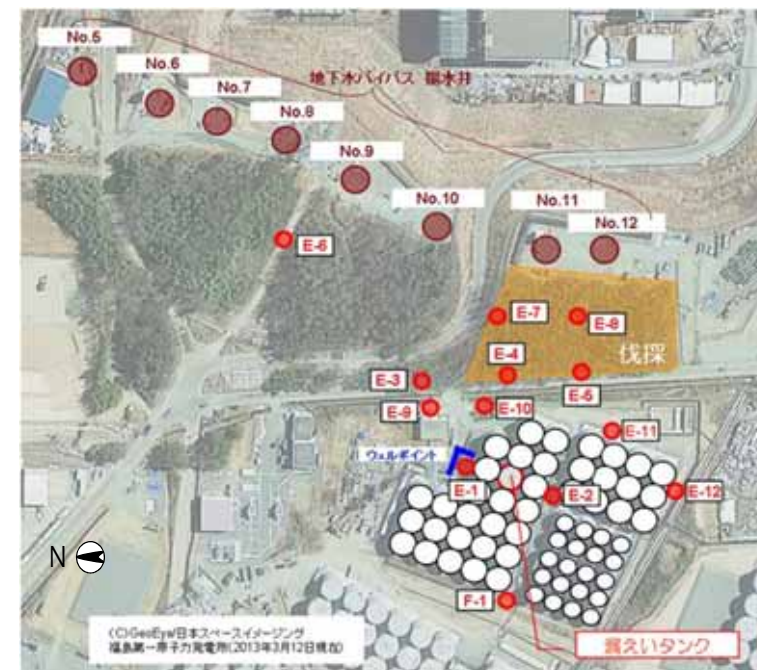 No.5
No.6
No.7
No.8
No.9
No.10
No.11
No.12
地下水バイパス 揚水井
E-6
E-7
E-8
伐採
E-4
E-5
E-3
E-9
E-10
E-11
ウェルポイント
E-1
E-2
E-12
N
F-1
(C)GeoEye/日本スペースイメージング
福島第一原子力発電所(2013年3月12日現在)
漏えいタンク